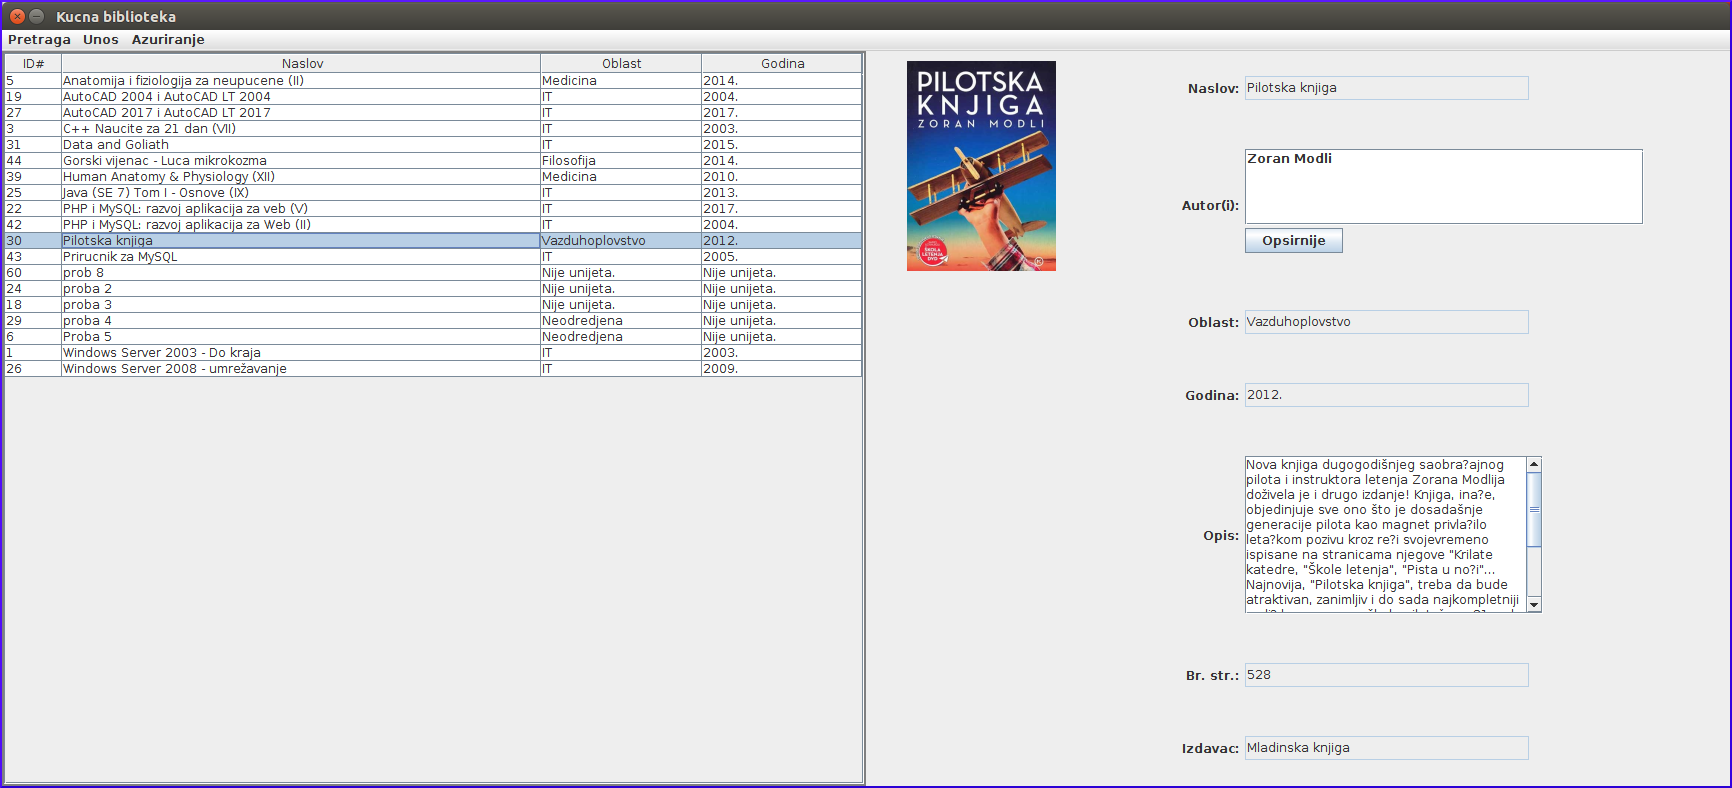 Kucna biblioteka
Pretraga Unos Azuriranje
ID# Naslov Oblast Godina
5 Anatomija i fiziologija za neupucene (II) Medicina 2014.
19 AutoCAD 2004 i AutoCAD LT 2004 IT 2004.
27 AutoCAD 2017 i AutoCAD LT 2017 IT 2017.
3 C++ Naucite za 21 dan (VII) IT 2003.
31 Data and Goliath IT 2015.
44 Gorski vijenac - Luca mikrokozma Filosofija 2014.
39 Human Anatomy & Physiology (XII) Medicina 2010.
25 Java (SE 7) Tom I - Osnove (IX) IT 2013.
22 PHP i MySQL: razvoj aplikacija za veb (V) IT 2017.
42 PHP i MySQL: razvoj aplikacija za Web (II) IT 2004.
30 Pilotska knjiga Vazduhoplovstvo 2012.
43 Prirucnik za MySQL IT 2005.
60 prob 8 Nije unijeta. Nije unijeta.
24 proba 2 Nije unijeta. Nije unijeta.
18 proba 3 Nije unijeta. Nije unijeta.
29 proba 4 Neodredjena Nije unijeta.
6 Proba 5 Neodredjena Nije unijeta.
1 Windows Server 2003 - Do kraja IT 2003.
26 Windows Server 2008 - umrežavanje IT 2009.
PILOTSKA
KNJIGA
ZORAN MODLI
ŠKOLA
LETENJA
DVD
K
Naslov: Pilotska knjiga
Autor(i): Zoran Modli
Opsirnije
Oblast: Vazduhoplovstvo
Godina: 2012.
Opis:
Nova knjiga dugogodišnjeg saobra?ajnog
pilota i instruktora letenja Zorana Modlija
doživela je i drugo izdanje! Knjiga, ina?e,
objedinjuje sve ono što je dosadašnje
generacije pilota kao magnet privla?ilo
leta?kom pozivu kroz re?i svojevremeno
ispisane na stranicama njegove "Krilate
katedre, "Škole letenja", "Pista u no?i"...
Najnovija, "Pilotska knjiga", treba da bude
atraktivan, zanimljiv i do sada najkompletniji
Br. str.: 528
Izdavac: Mladinska knjiga